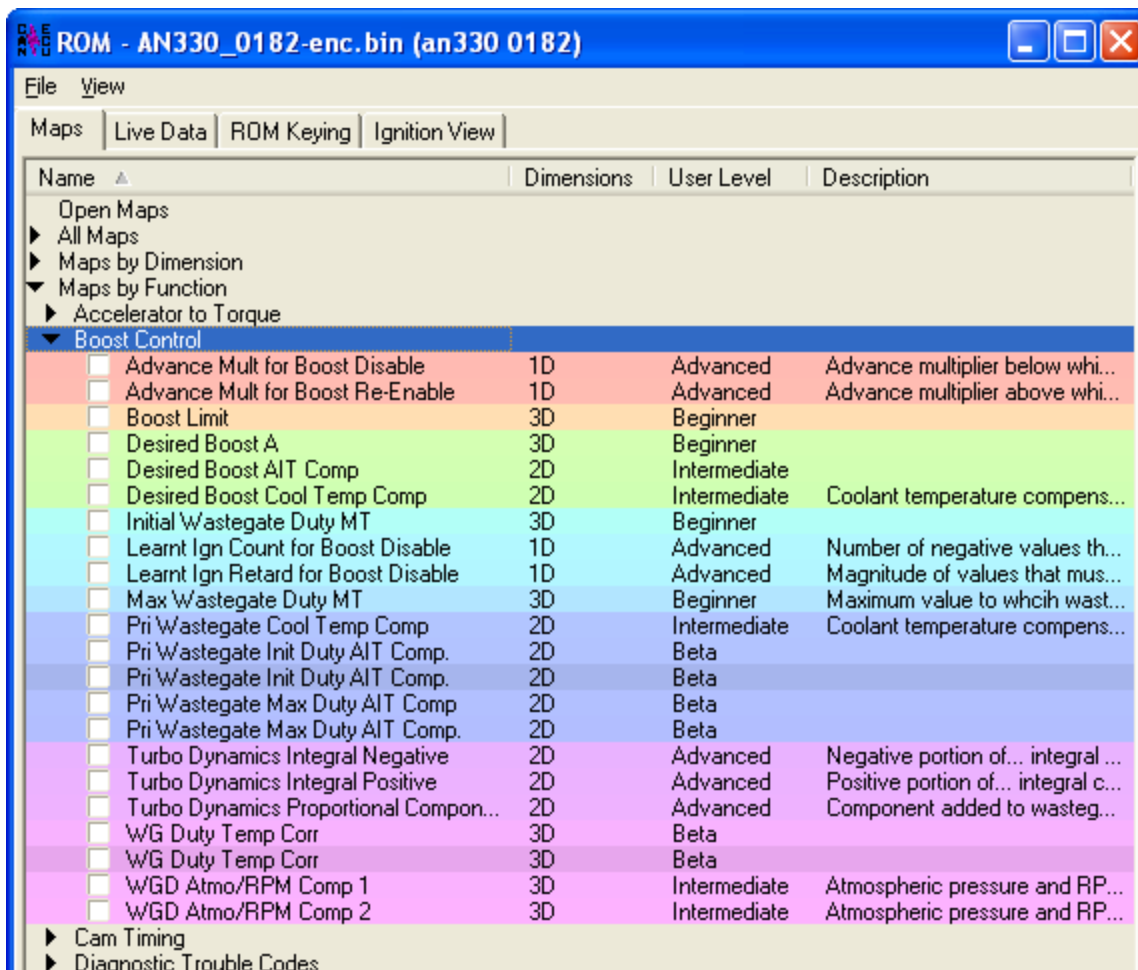 ROM - AN330_0182-enc.bin (an330 0182)
File View
Maps Live Data ROM Keying Ignition View
Name Dimensions User Level Description
Open Maps
All Maps
Maps by Dimension
Maps by Function
Accelerator to Torque
Boost Control
Advance Mult for Boost Disable 1D Advanced Advance multiplier below whi...
Advance Mult for Boost Re-Enable 1D Advanced Advance multiplier above whi...
Boost Limit 3D Beginner
Desired Boost A 3D Beginner
Desired Boost AIT Comp 2D Intermediate
Desired Boost Cool Temp Comp 2D Intermediate Coolant temperature compens...
Initial Wastegate Duty MT 3D Beginner
Learnt Ign Count for Boost Disable 1D Advanced Number of negative values th...
Learnt Ign Retard for Boost Disable 1D Advanced Magnitude of values that mus...
Max Wastegate Duty MT 3D Beginner Maximum value to whcih wast...
Pri Wastegate Cool Temp Comp 2D Intermediate Coolant temperature compens...
Pri Wastegate Init Duty AIT Comp. 2D Beta
Pri Wastegate Init Duty AIT Comp. 2D Beta
Pri Wastegate Max Duty AIT Comp 2D Beta
Pri Wastegate Max Duty AIT Comp. 2D Beta
Turbo Dynamics Integral Negative 2D Advanced Negative portion of... integral ...
Turbo Dynamics Integral Positive 2D Advanced Positive portion of... integral c...
Turbo Dynamics Proportional Compon... 2D Advanced Component added to wasteg...
WG Duty Temp Corr 3D Beta
WG Duty Temp Corr 3D Beta
WGD Atmo/RPM Comp 1 3D Intermediate Atmospheric pressure and RP...
WGD Atmo/RPM Comp 2 3D Intermediate Atmospheric pressure and RP...
Cam Timing
Diagnostic Trouble Codes